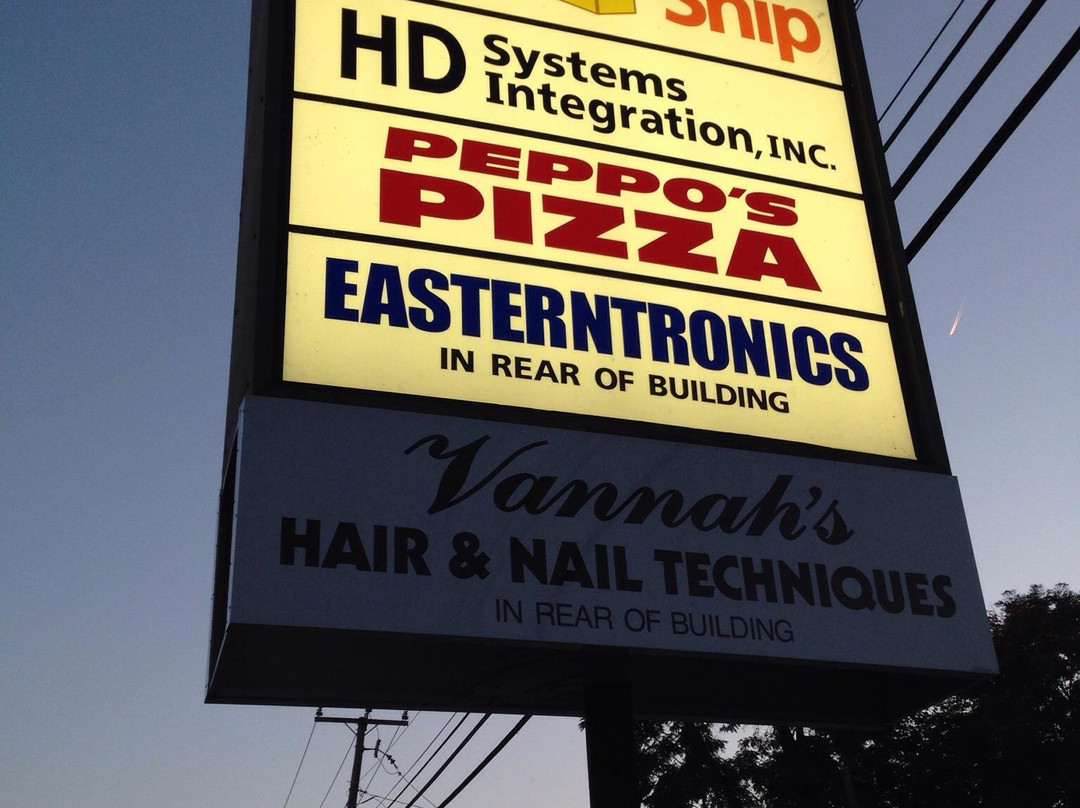 HD Systems
Integration, INC.
PEPPO'S
PIZZA
EASTERNTRONICS
IN REAR OF BUILDING
Vannah's
HAIR & NAIL TECHNIQUES
IN REAR OF BUILDING